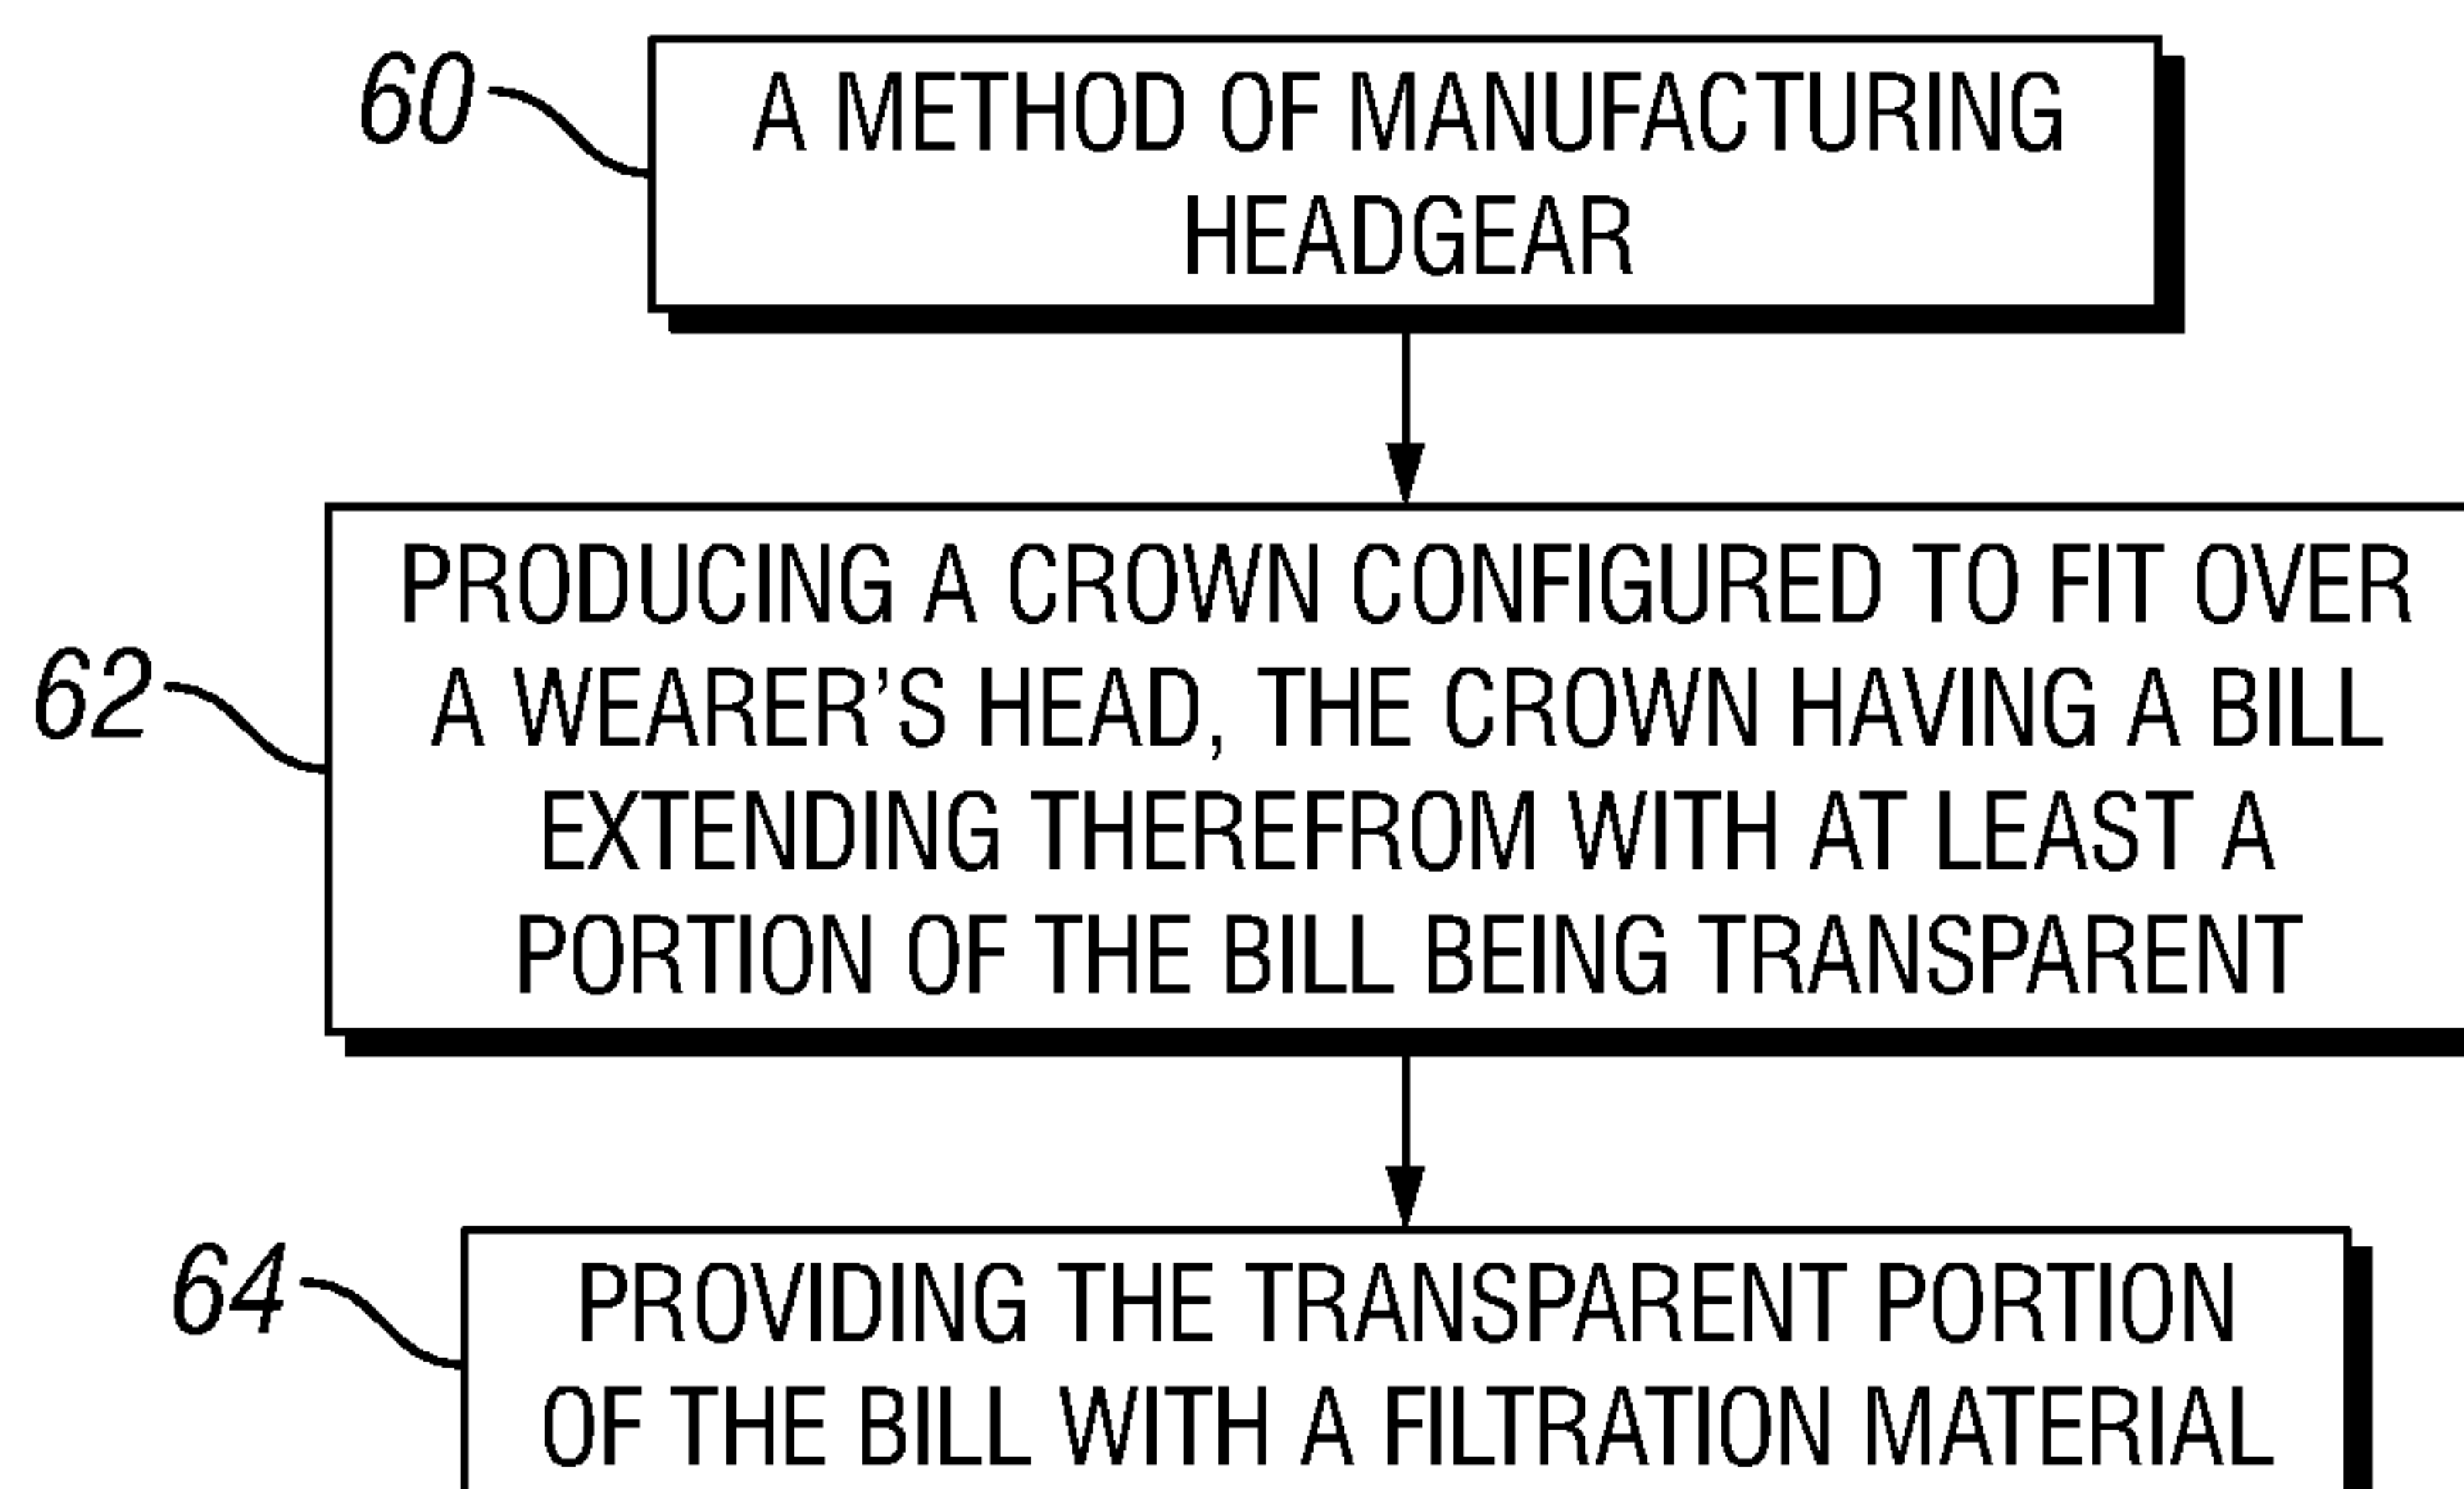 60
A METHOD OF MANUFACTURING
HEADGEAR
62
PRODUCING A CROWN CONFIGURED TO FIT OVER
A WEARER'S HEAD, THE CROWN HAVING A BILL
EXTENDING THEREFROM WITH AT LEAST A
PORTION OF THE BILL BEING TRANSPARENT
64
PROVIDING THE TRANSPARENT PORTION
OF THE BILL WITH A FILTRATION MATERIAL